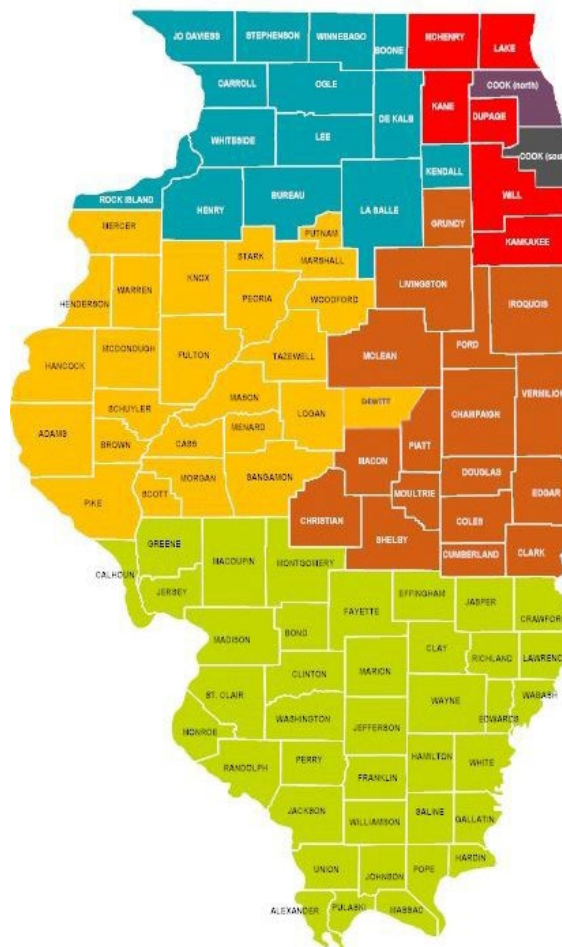 JO DAVIESS
STEPHENSON
WINNEBAGO
BOONE
MCHENRY
LAKE
CARROLL
OGLE
DE KALB
KANE
COOK (north)
DUPAGE
WHITESIDE
LEE
COOK (sou
KENDALL
ROCK ISLAND
HENRY
BUREAU
LA SALLE
WILL
GRUNDY
KAMKAKEE
MERCER
PUTNAM
STARK
MARSHALL
KNOX
PEORIA
WOODFORD
LIVINGSTON
IROQUOIS
HENDERSON
WARREN
FORD
MCDONOUGH
FULTON
TAZEWELL
MCLEAN
HANCOCK
VERMILION
MASON
SCHUYLER
LOGAN
DEWITT
CHAMPAIGN
ADAMS
BROWN
CASS
MENARD
PIATT
MACON
DOUGLAS
PIKE
SCOTT
MORGAN
SANGAMON
MOULTRIE
EDGAR
CHRISTIAN
COLES
SHELBY
GREENE
MACOUPIN
MONTGOMERY
CUMBERLAND
CLARK
CALHOUN
JERSEY
FAYETTE
EFFINGHAM
JASPER
CRAWFOR
MADISON
BOND
CLAY
RICHLAND
LAWRENC
CLINTON
MARION
ST. CLAIR
WAYNE
WABASH
WASHINGTON
JEFFERSON
EDWARDS
MONROE
PERRY
HAMILTON
WHITE
RANDOLPH
FRANKLIN
JACKSON
WILLIAMSON
SALINE
GALLATIN
UNION
JOHNSON
POPE
HARDIN
ALEXANDER
PULASKI
MASSAC